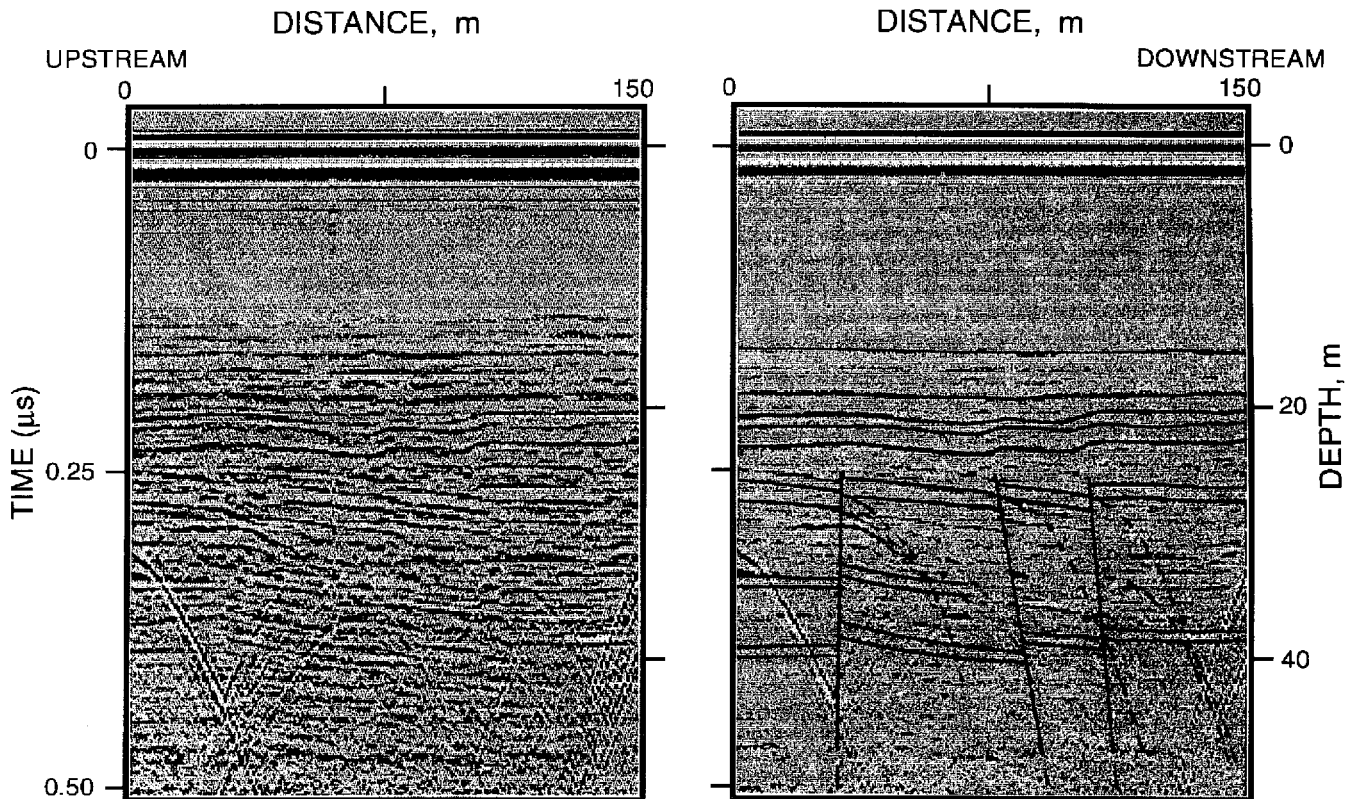 DISTANCE, m
DISTANCE, m
UPSTREAM
DOWNSTREAM
0
150
0
150
0
0
TIME (µs)
20
DEPTH, m
0.25
40
0.50